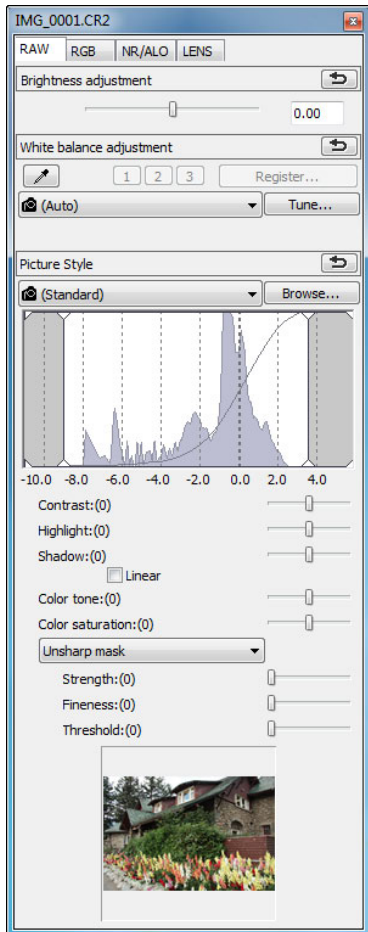 IMG_0001.CR2
RAW RGB NR/ALO LENS
Brightness adjustment
0.00
White balance adjustment
1 2 3 Register...
(Auto) Tune...
Picture Style
(Standard) Browse...
-10.0 -8.0 -6.0 -4.0 -2.0 0.0 2.0 4.0
Contrast:(0)
Highlight:(0)
Shadow:(0)
Linear
Color tone:(0)
Color saturation:(0)
Unsharp mask
Strength:(0)
Fineness:(0)
Threshold:(0)